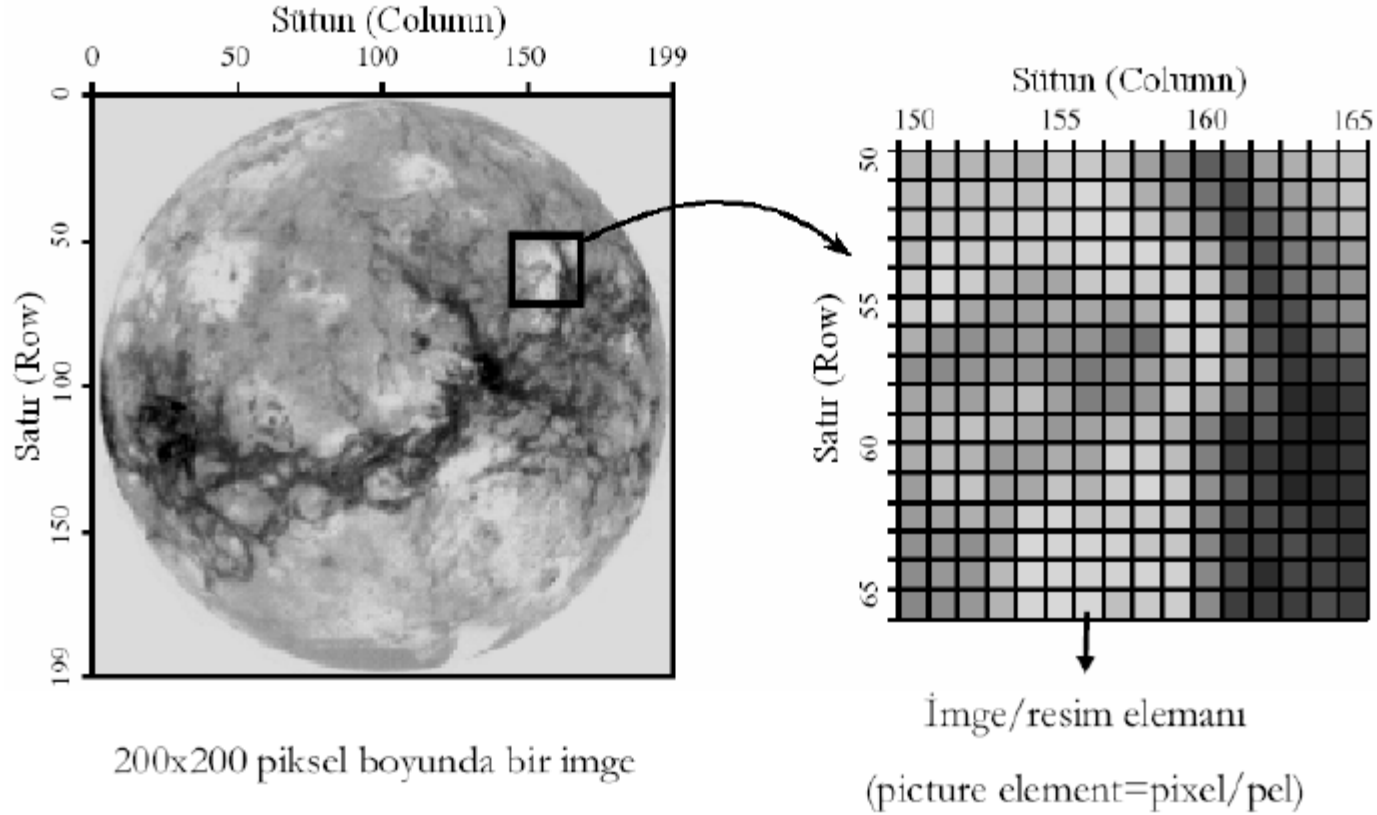 Sütun (Column)
0 50 100 150 199
0
50
100
150
199
Satır (Row)
200x200 piksel boyunda bir imge
Sütun (Column)
150 155 160 165
50
55
60
65
Satır (Row)
İmge/resim elemanı
(picture element=pixel/pel)